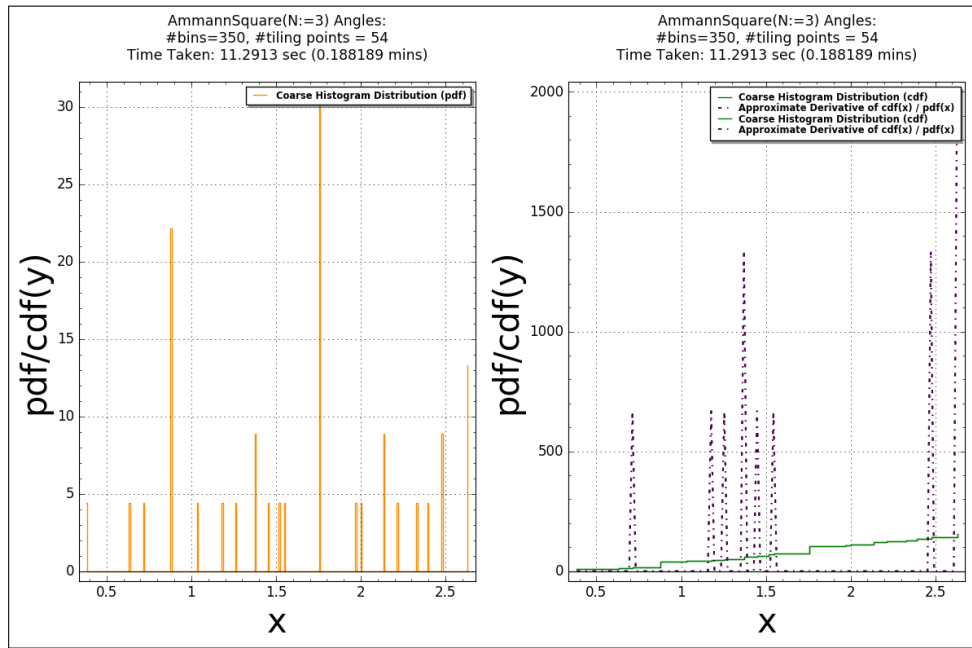 AmmannSquare(N:=3) Angles:
#bins=350, #tiling points = 54
Time Taken: 11.2913 sec (0.188189 mins)
Coarse Histogram Distribution (pdf)
30
25
20
15
10
5
0
pdf/cdf(y)
0.5
1
1.5
2
2.5
x
AmmannSquare(N:=3) Angles:
#bins=350, #tiling points = 54
Time Taken: 11.2913 sec (0.188189 mins)
Coarse Histogram Distribution (cdf)
Approximate Derivative of cdf(x) / pdf(x)
Coarse Histogram Distribution (cdf)
Approximate Derivative of cdf(x) / pdf(x)
2000
1500
1000
500
0
pdf/cdf(y)
0.5
1
1.5
2
2.5
x